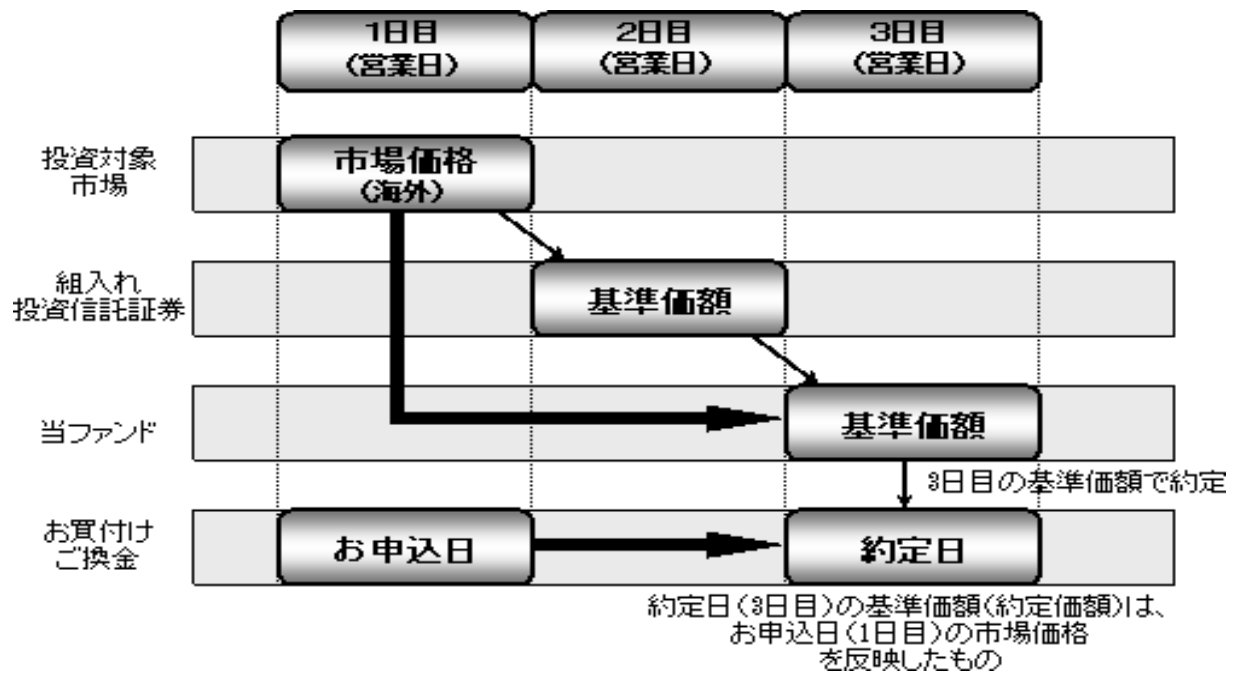 1日目
(営業日)
2日目
(営業日)
3日目
(営業日)
投資対象
市場
市場価格
(海外)
組入れ
投資信託証券
基準価額
当ファンド
基準価額
3日目の基準価額で約定
お買付け
ご換金
お申込日
約定日
約定日(3日目)の基準価額(約定価額)は、
お申込日(1日目)の市場価格
を反映したもの